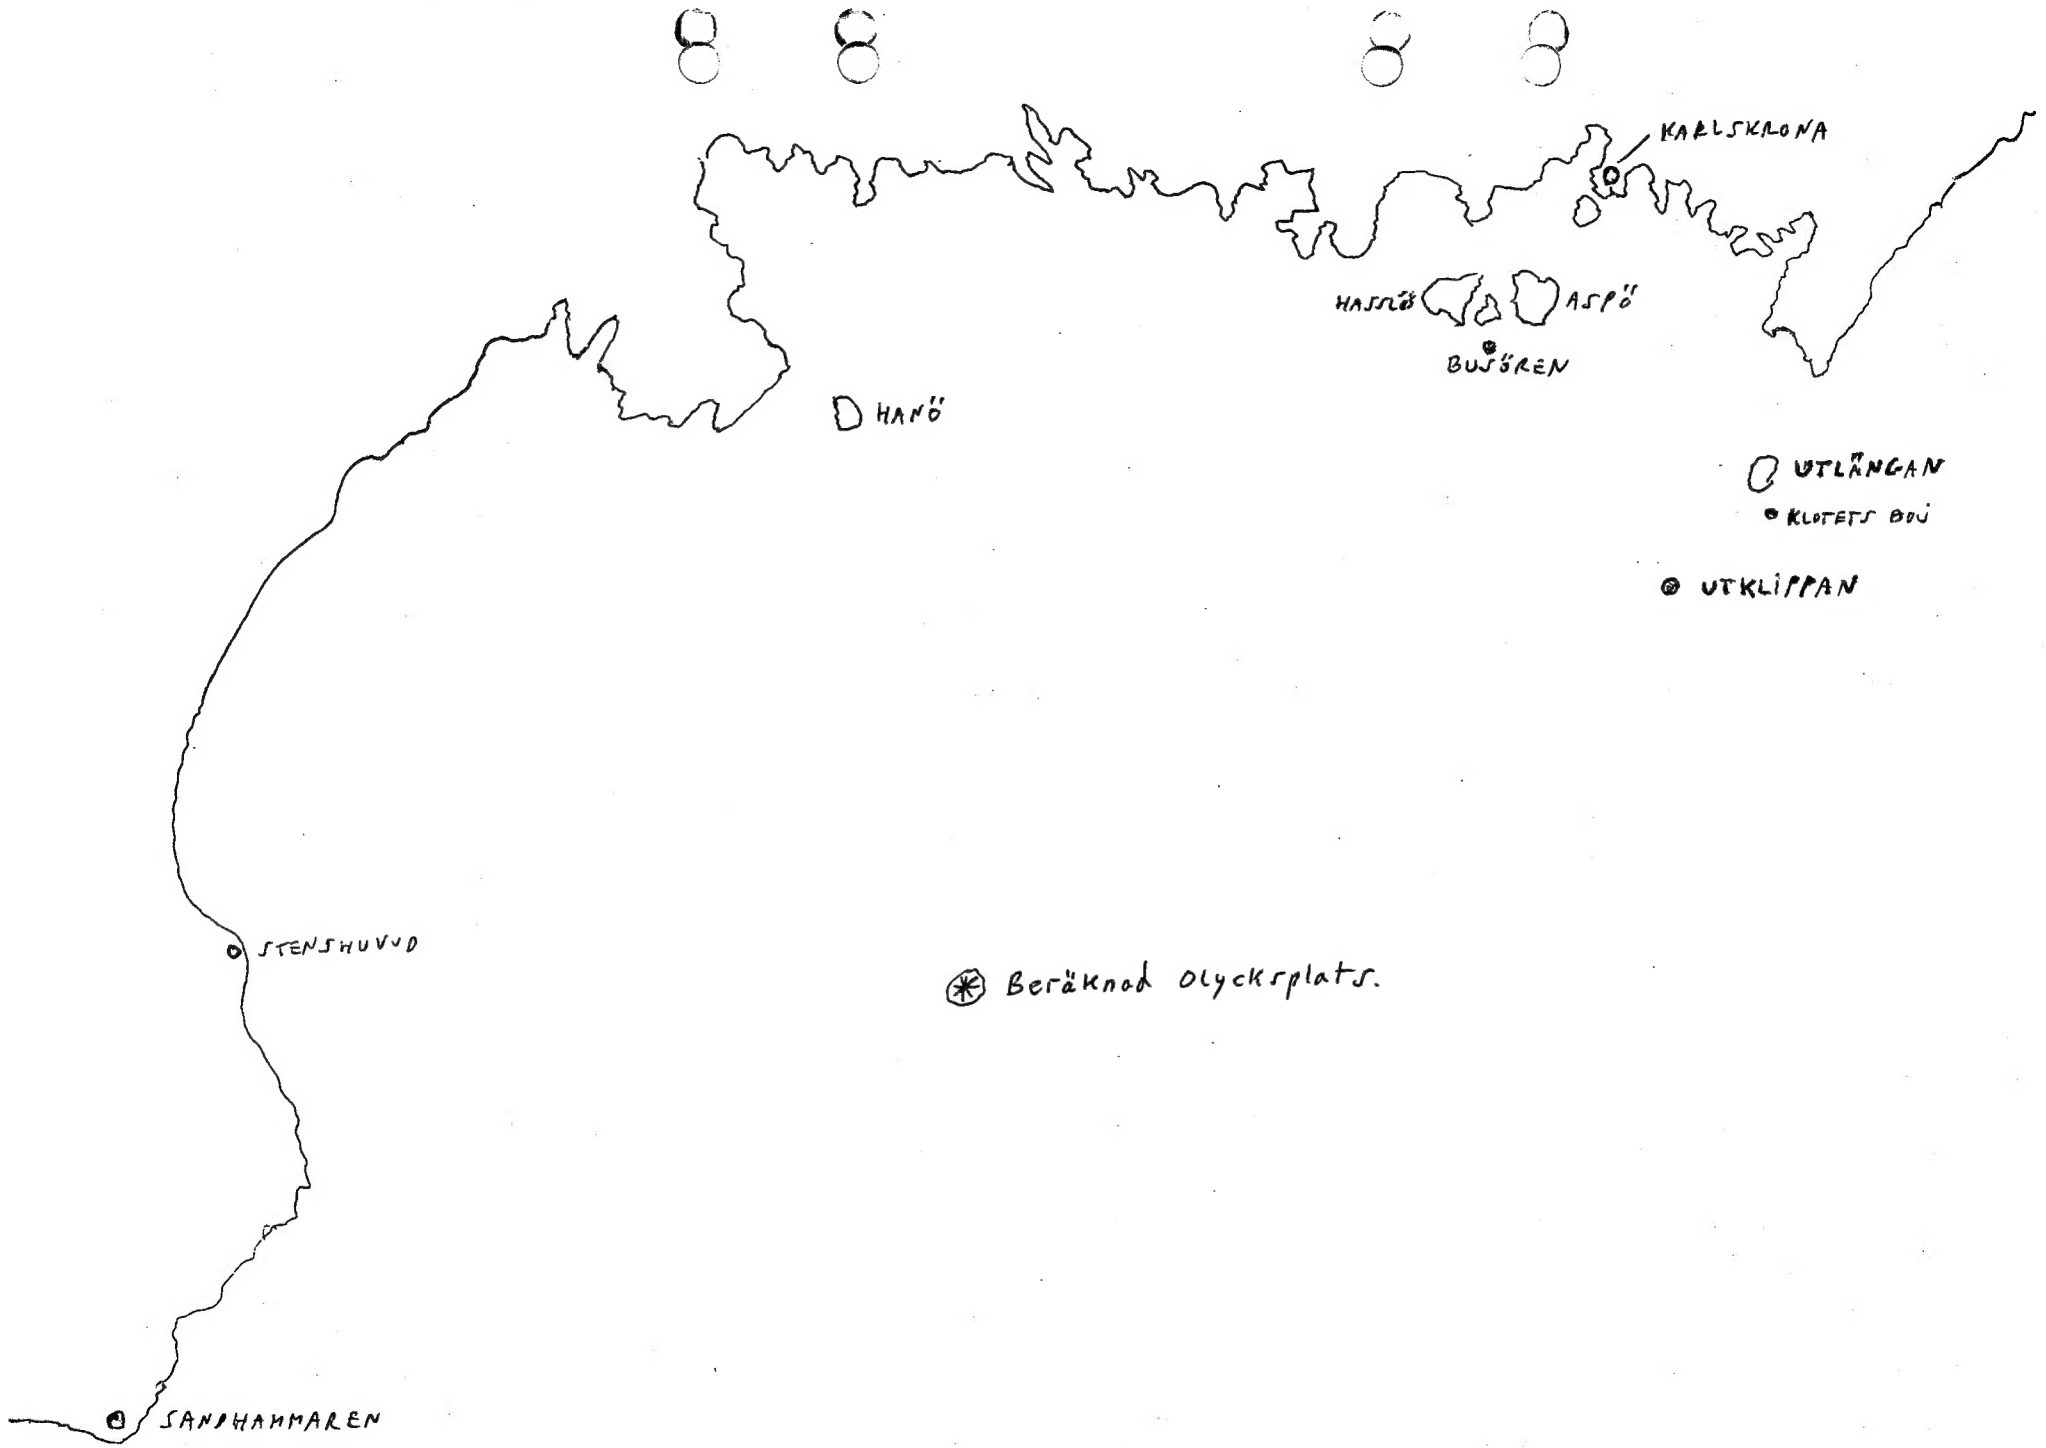 KARLSKRONA
HASSLÖ
ASPÖ
BUSÖREN
HANÖ
UTLÄNGAN
KLOTETS BOJ
UTKLIPPAN
STENSHUVUD
Beräknad Olycksplats.
SANDHAMMAREN